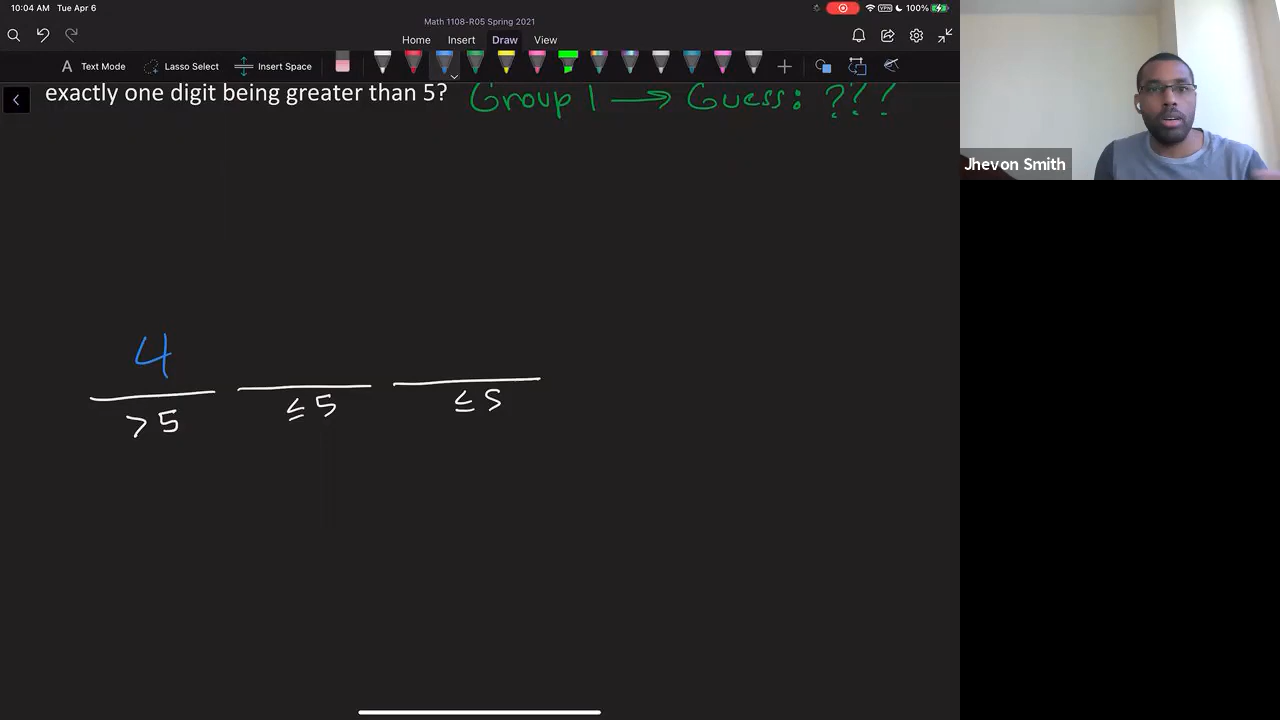 10:04 AM Tue Apr 6
VPN 100%
Math 1108-R05 Spring 2021
Home Insert Draw View
Text Mode Lasso Select Insert Space
exactly one digit being greater than 5? Group 1 → Guess: ???
Jhevon Smith
4
> 5 ≤ 5 ≤ 5